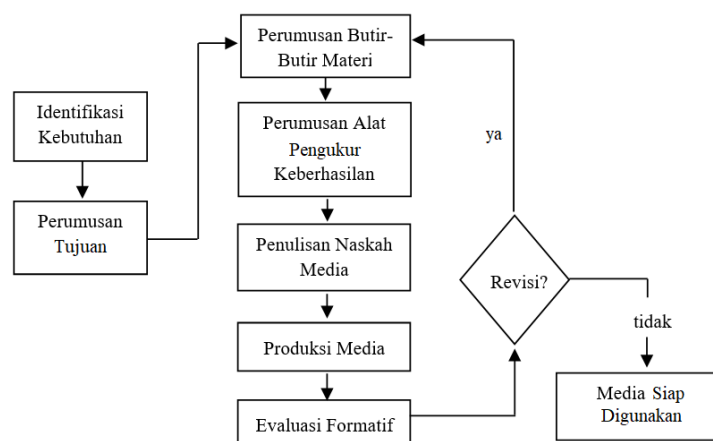 Identifikasi
Kebutuhan
Perumusan
Tujuan
Perumusan Butir-
Butir Materi
Perumusan Alat
Pengukur
Keberhasilan
Penulisan Naskah
Media
Produksi Media
Evaluasi Formatif
Revisi?
ya
tidak
Media Siap
Digunakan